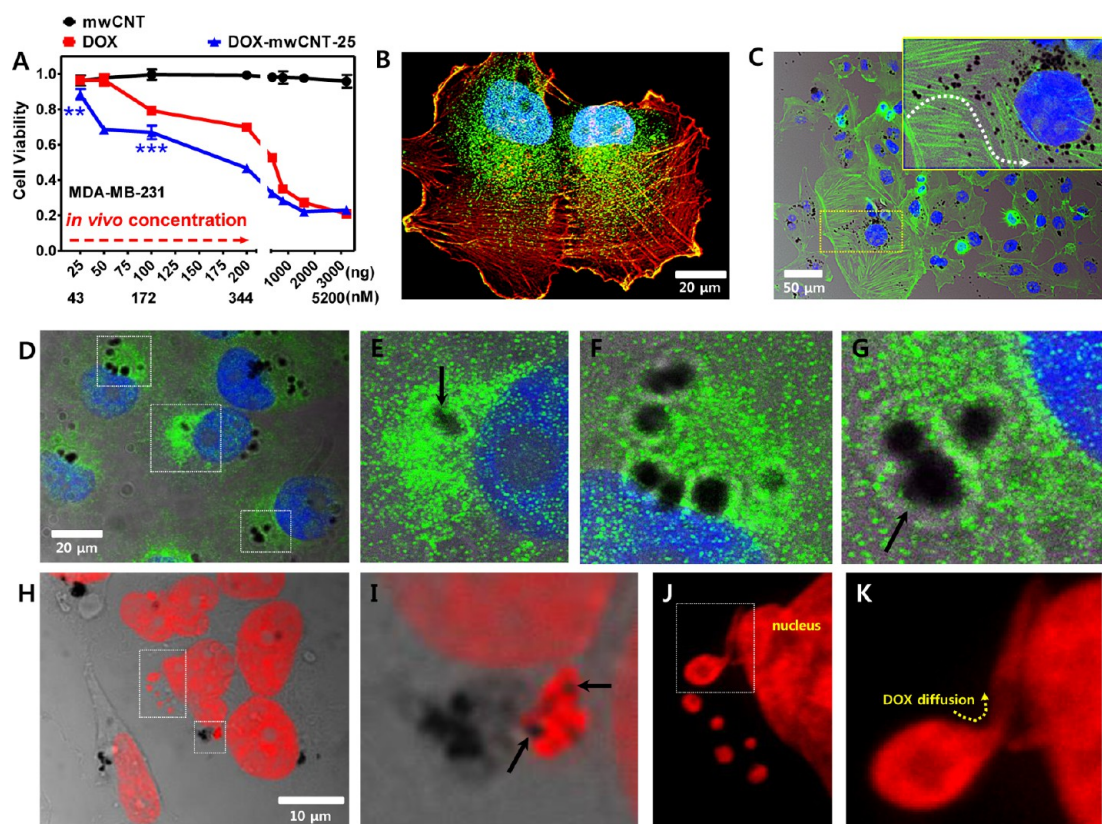 mwCNT
DOX
DOX-mwCNT-25
A
Cell Viability
1.0
0.8
0.6
0.4
0.2
0.0
**
***
MDA-MB-231
in vivo concentration
25 50 75 100 125 150 175 200 1000 2000 3000 (ng)
43 172 344 5200(nM)
B
20 μm
C
50 μm
D
20 μm
E
F
G
H
10 μm
I
J
nucleus
K
DOX diffusion